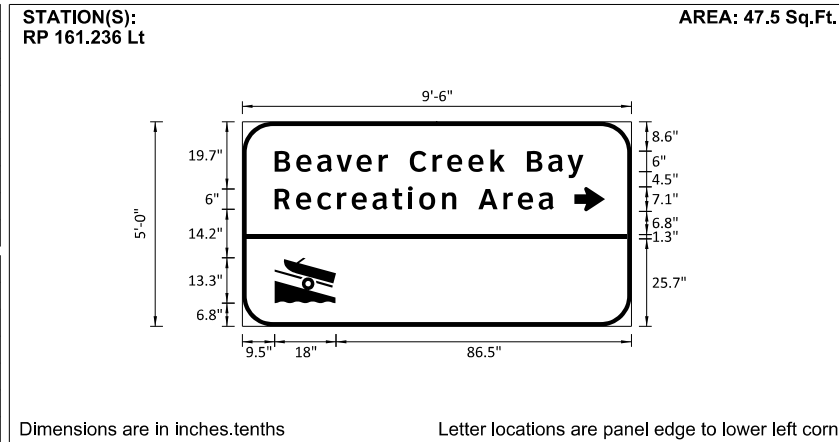 STATION(S):
RP 161.236 Lt
AREA: 47.5 Sq.Ft.
9'-6"
5'-0"
19.7"
6"
14.2"
13.3"
6.8"
Beaver Creek Bay
Recreation Area
8.6"
6"
4.5"
7.1"
6.8"
1.3"
25.7"
9.5" 18" 86.5"
Dimensions are in inches.tenths
Letter locations are panel edge to lower left corn